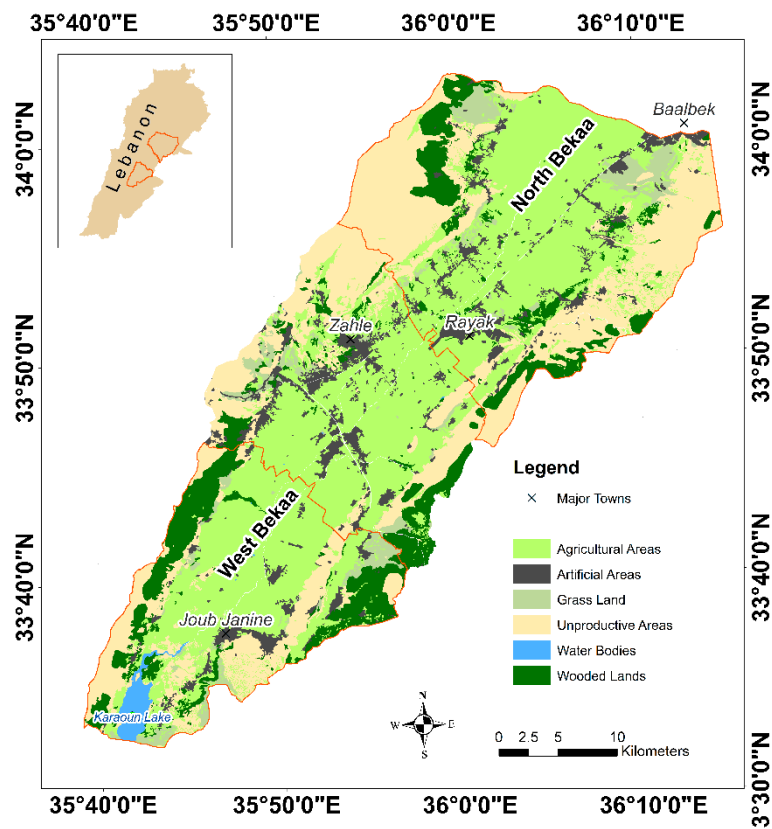 35°40'0"E 35°50'0"E 36°0'0"E 36°10'0"E
34°0'0"N
33°50'0"N
33°40'0"N
34°0'0"N
33°50'0"N
33°40'0"N
33°30'0"N
Lebanon
Baalbek
North Bekaa
Zahle
Rayak
West Bekaa
Joub Janine
Karaoun Lake
Legend
Major Towns
Agricultural Areas
Artificial Areas
Grass Land
Unproductive Areas
Water Bodies
Wooded Lands
N
W E
S
0 2.5 5 10
Kilometers
35°40'0"E 35°50'0"E 36°0'0"E 36°10'0"E